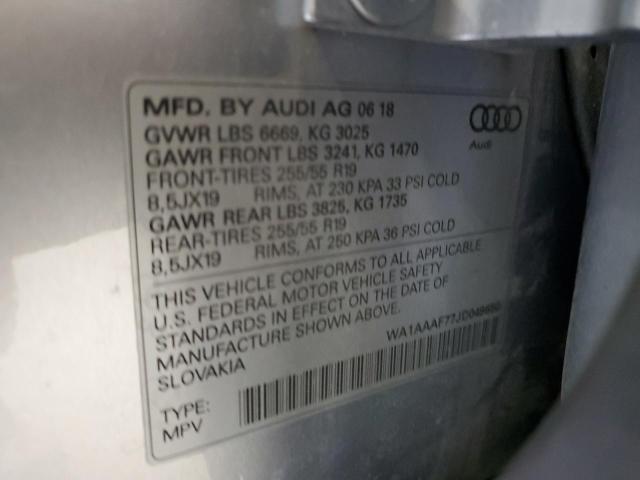 MFD. BY AUDI AG 06 18
GVWR LBS 6669, KG 3025
GAWR FRONT LBS 3241, KG 1470
FRONT-TIRES 255/55 R19
8,5JX19 RIMS, AT 230 KPA 33 PSI COLD
GAWR REAR LBS 3825, KG 1735
REAR-TIRES 255/55 R19
8,5JX19 RIMS, AT 250 KPA 36 PSI COLD
Audi
THIS VEHICLE CONFORMS TO ALL APPLICABLE
U.S. FEDERAL MOTOR VEHICLE SAFETY
STANDARDS IN EFFECT ON THE DATE OF
MANUFACTURE SHOWN ABOVE.
SLOVAKIA
TYPE:
MPV